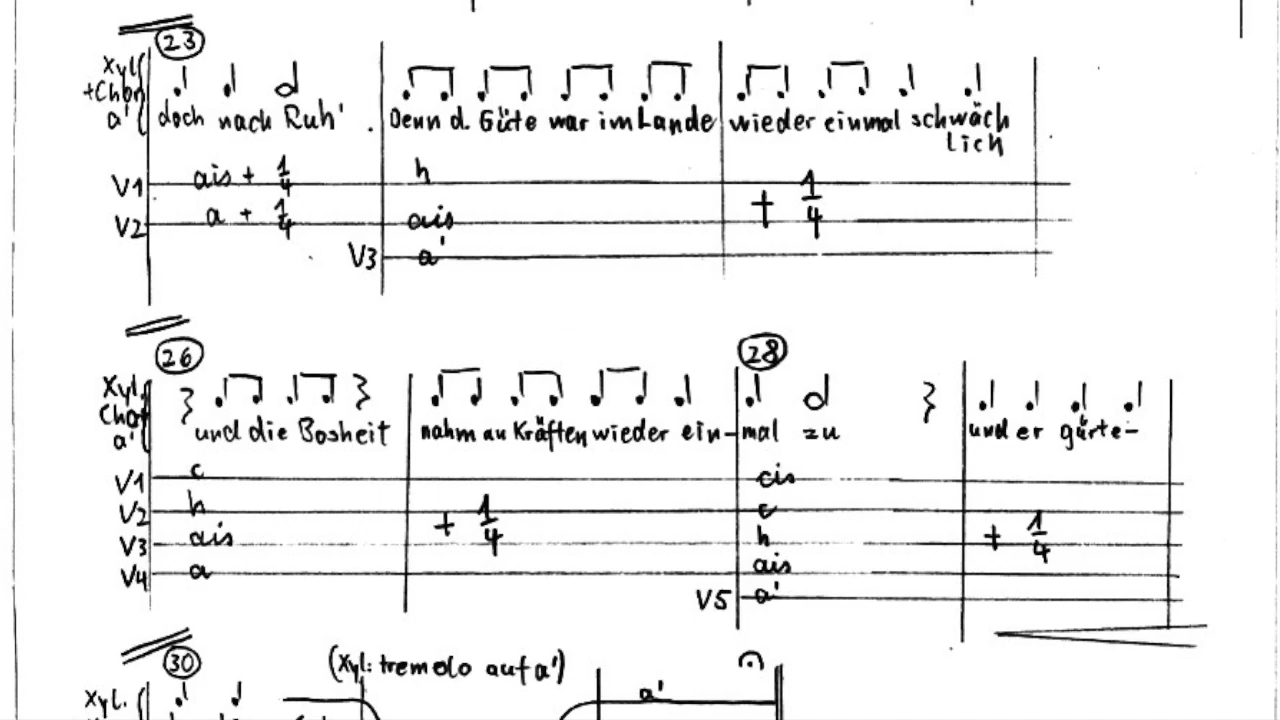 23
Xyl.
+Chor
a' doch nach Ruh'. Denn d. Güte war im Lande wieder einmal schwäch
lich
V1 ais + 1/4 h + 1/4
V2 a + 1/4 ais
V3 a'
26 28
Xyl.
Chor
a' und die Bosheit nahm an Kräften wieder ein-mal zu und er gürte-
V1 c cis
V2 h + 1/4 c + 1/4
V3 ais h
V4 a ais
V5 a'
30 (Xyl: tremolo auf a')
Xyl. a'